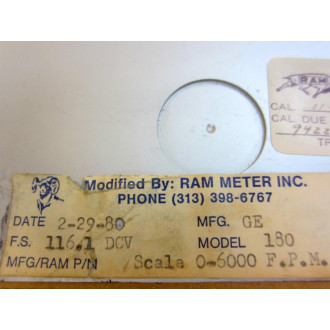 RAM
CAL
CAL DUE
Modified By: RAM METER INC.
PHONE (313) 398-6767
DATE 2-29-80 MFG. GE
F.S. 116.1 DCV MODEL 180
MFG/RAM P/N Scale 0-6000 F.P.M.